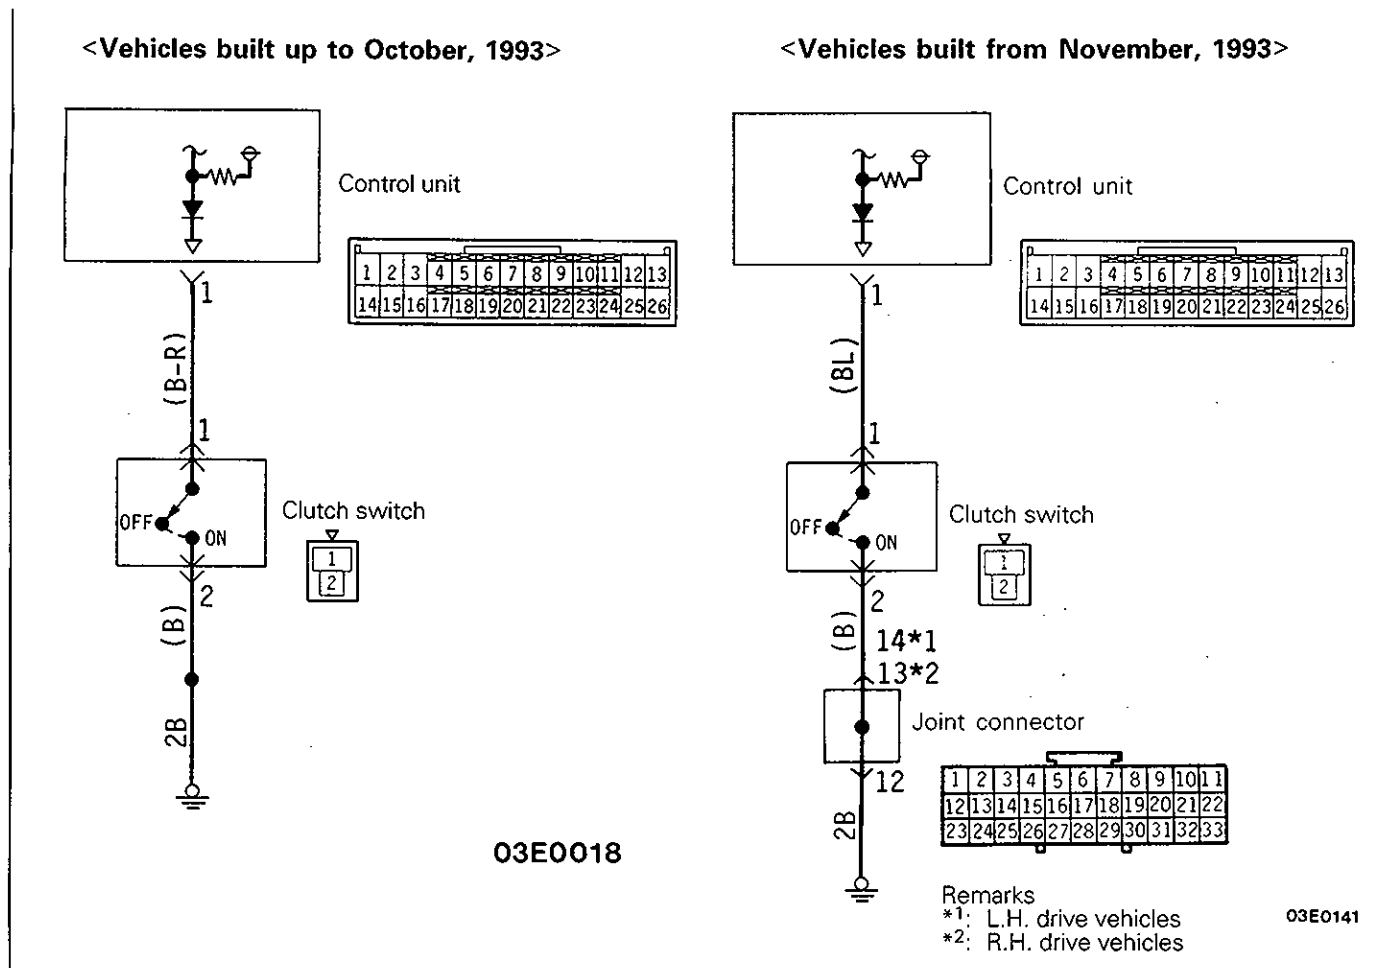 <Vehicles built up to October, 1993>
Control unit
1 2 3 4 5 6 7 8 9 10 11 12 13
14 15 16 17 18 19 20 21 22 23 24 25 26
1
(B-R)
1
OFF
ON
Clutch switch
1
2
2
(B)
2B
03E0018
<Vehicles built from November, 1993>
Control unit
1 2 3 4 5 6 7 8 9 10 11 12 13
14 15 16 17 18 19 20 21 22 23 24 25 26
1
(BL)
1
OFF
ON
Clutch switch
1
2
2
(B)
14*1
13*2
Joint connector
12
1 2 3 4 5 6 7 8 9 10 11
12 13 14 15 16 17 18 19 20 21 22
23 24 25 26 27 28 29 30 31 32 33
2B
Remarks
*1: L.H. drive vehicles
*2: R.H. drive vehicles
03E0141